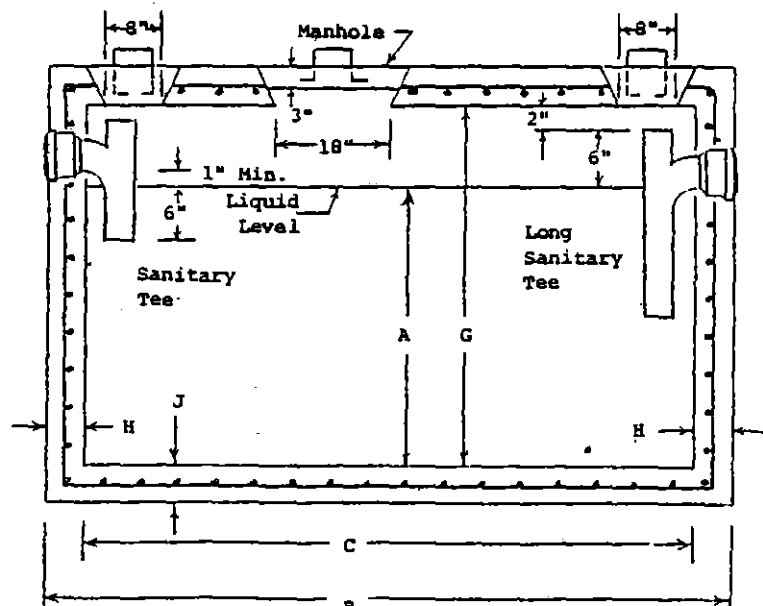 8"
Manhole
8"
3"
2"
18"
6"
1" Min.
6"
Liquid
Level
Long
Sanitary
Tee
Sanitary
Tee
A
G
J
H
H
C